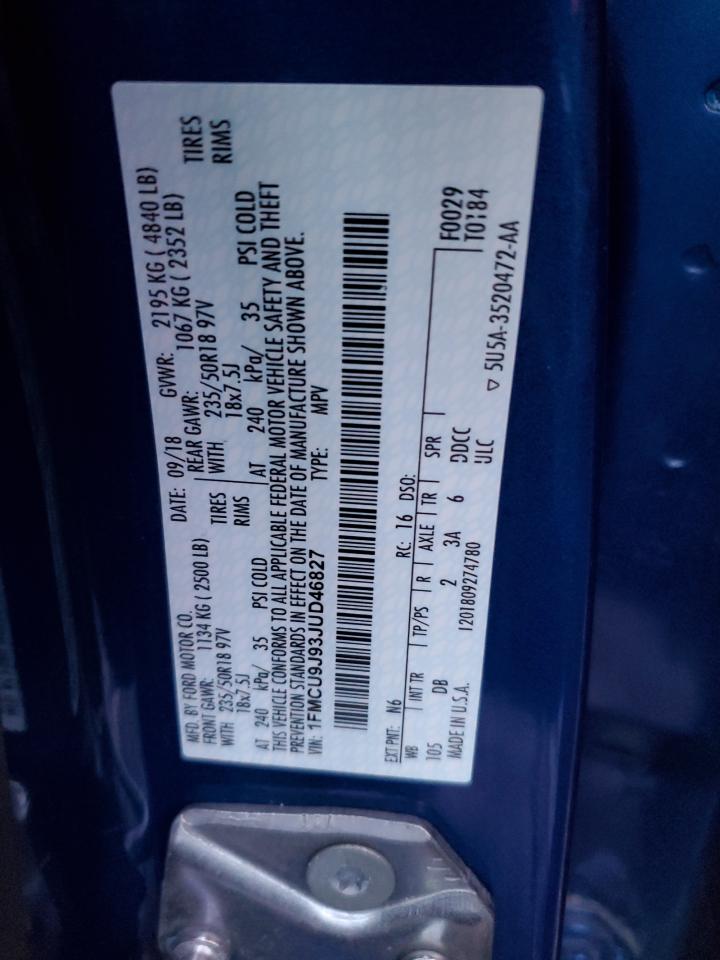 MFD. BY FORD MOTOR CO. DATE: 09/18 GVWR: 2195 KG ( 4840 LB)
FRONT GAWR: 1134 KG ( 2500 LB) REAR GAWR: 1067 KG ( 2352 LB)
WITH 235/50R18 97V TIRES WITH 235/50R18 97V TIRES
18x7.5J RIMS 18x7.5J RIMS
AT 240 kPa/ 35 PSI COLD AT 240 kPa/ 35 PSI COLD
THIS VEHICLE CONFORMS TO ALL APPLICABLE FEDERAL MOTOR VEHICLE SAFETY AND THEFT
PREVENTION STANDARDS IN EFFECT ON THE DATE OF MANUFACTURE SHOWN ABOVE.
VIN: 1FMCU9J93JUD46827 TYPE: MPV
EXT PNT: N6 RC: 16 DSO: F0029
WB INT TR TP/PS R AXLE TR SPR T0184
105 DB 2 3A 6 DDCC
MADE IN U.S.A. 1201809274780 ULC ▽ 5U5A-3520472-AA